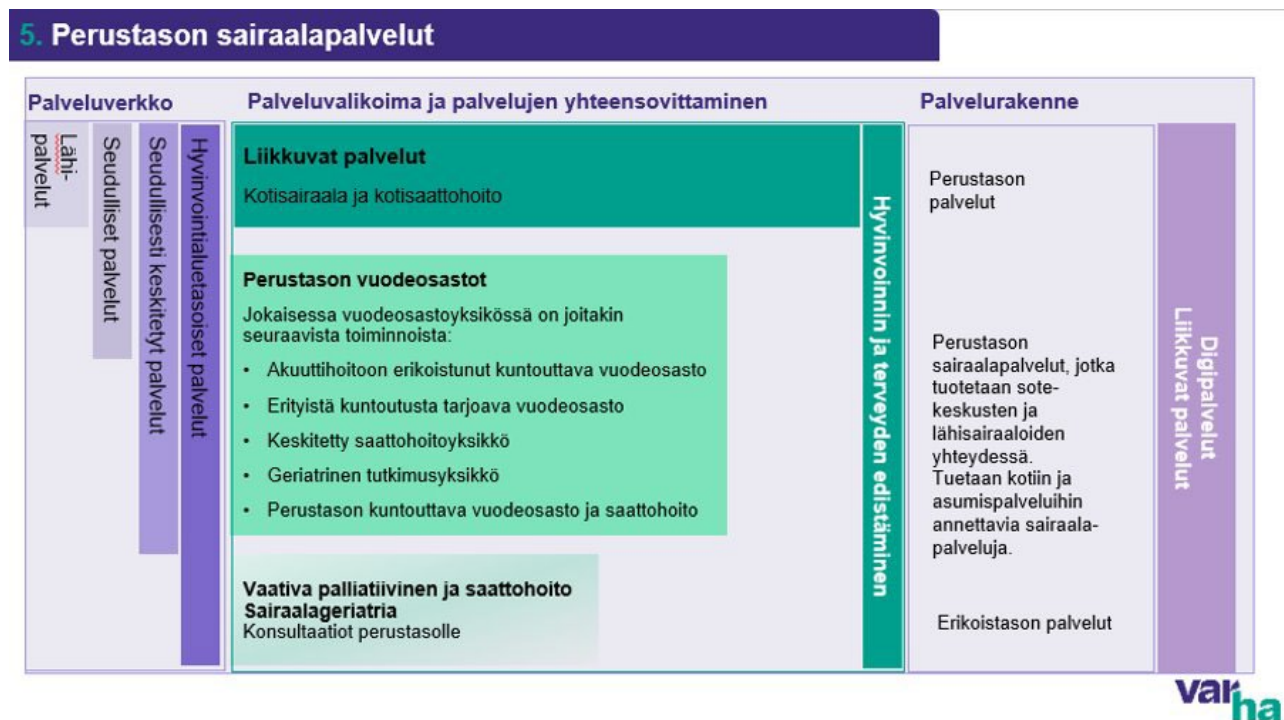 5. Perustason sairaalapalvelut
Palveluverkko
Palveluvalikoima ja palvelujen yhteensovittaminen
Palvelurakenne
Lähi-
palvelut
Seudulliset palvelut
Seudullisesti keskitetyt palvelut
Hyvinvointialuetasoiset palvelut
Liikkuvat palvelut
Kotisairaala ja kotisaattohoito
Perustason vuodeosastot
Jokaisessa vuodeosastoyksikössä on joitakin
seuraavista toiminnoista:
• Akuuttihoitoon erikoistunut kuntouttava vuodeosasto
• Erityistä kuntoutusta tarjoava vuodeosasto
• Keskitetty saattohoitoyksikkö
• Geriatrinen tutkimusyksikkö
• Perustason kuntouttava vuodeosasto ja saattohoito
Vaativa palliatiivinen ja saattohoito
Sairaalageriatria
Konsultaatiot perustasolle
Hyvinvoinnin ja terveyden edistäminen
Perustason
palvelut
Perustason
sairaalapalvelut, jotka
tuotetaan sote-
keskusten ja
lähisairaaloiden
yhteydessä.
Tuetaan kotiin ja
asumispalveluihin
annettavia sairaala-
palveluja.
Erikoistason palvelut
Digipalvelut
Liikkuvat palvelut
varha